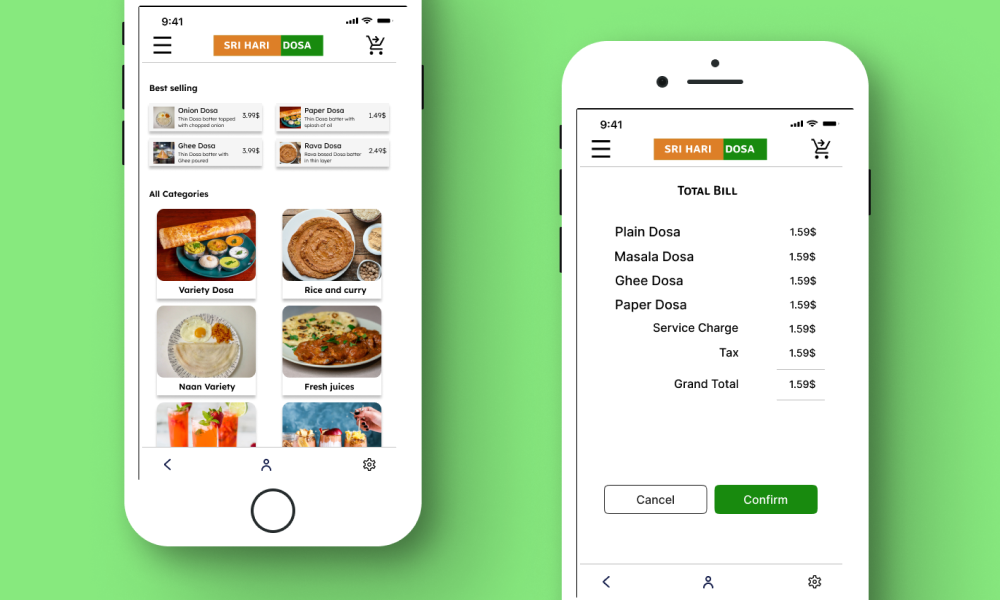 9:41
SRI HARI DOSA
Best selling
Onion Dosa
Thin Dosa batter topped
with chopped onion
3.99$
Paper Dosa
Thin Dosa batter with
splash of oil
1.49$
Ghee Dosa
Thin Dosa batter with
Ghee poured
3.99$
Rava Dosa
Rava based Dosa batter
in thin layer
2.49$
All Categories
Variety Dosa
Rice and curry
Naan Variety
Fresh juices
9:41
SRI HARI DOSA
Total Bill
Plain Dosa 1.59$
Masala Dosa 1.59$
Ghee Dosa 1.59$
Paper Dosa 1.59$
Service Charge 1.59$
Tax 1.59$
Grand Total 1.59$
Cancel Confirm